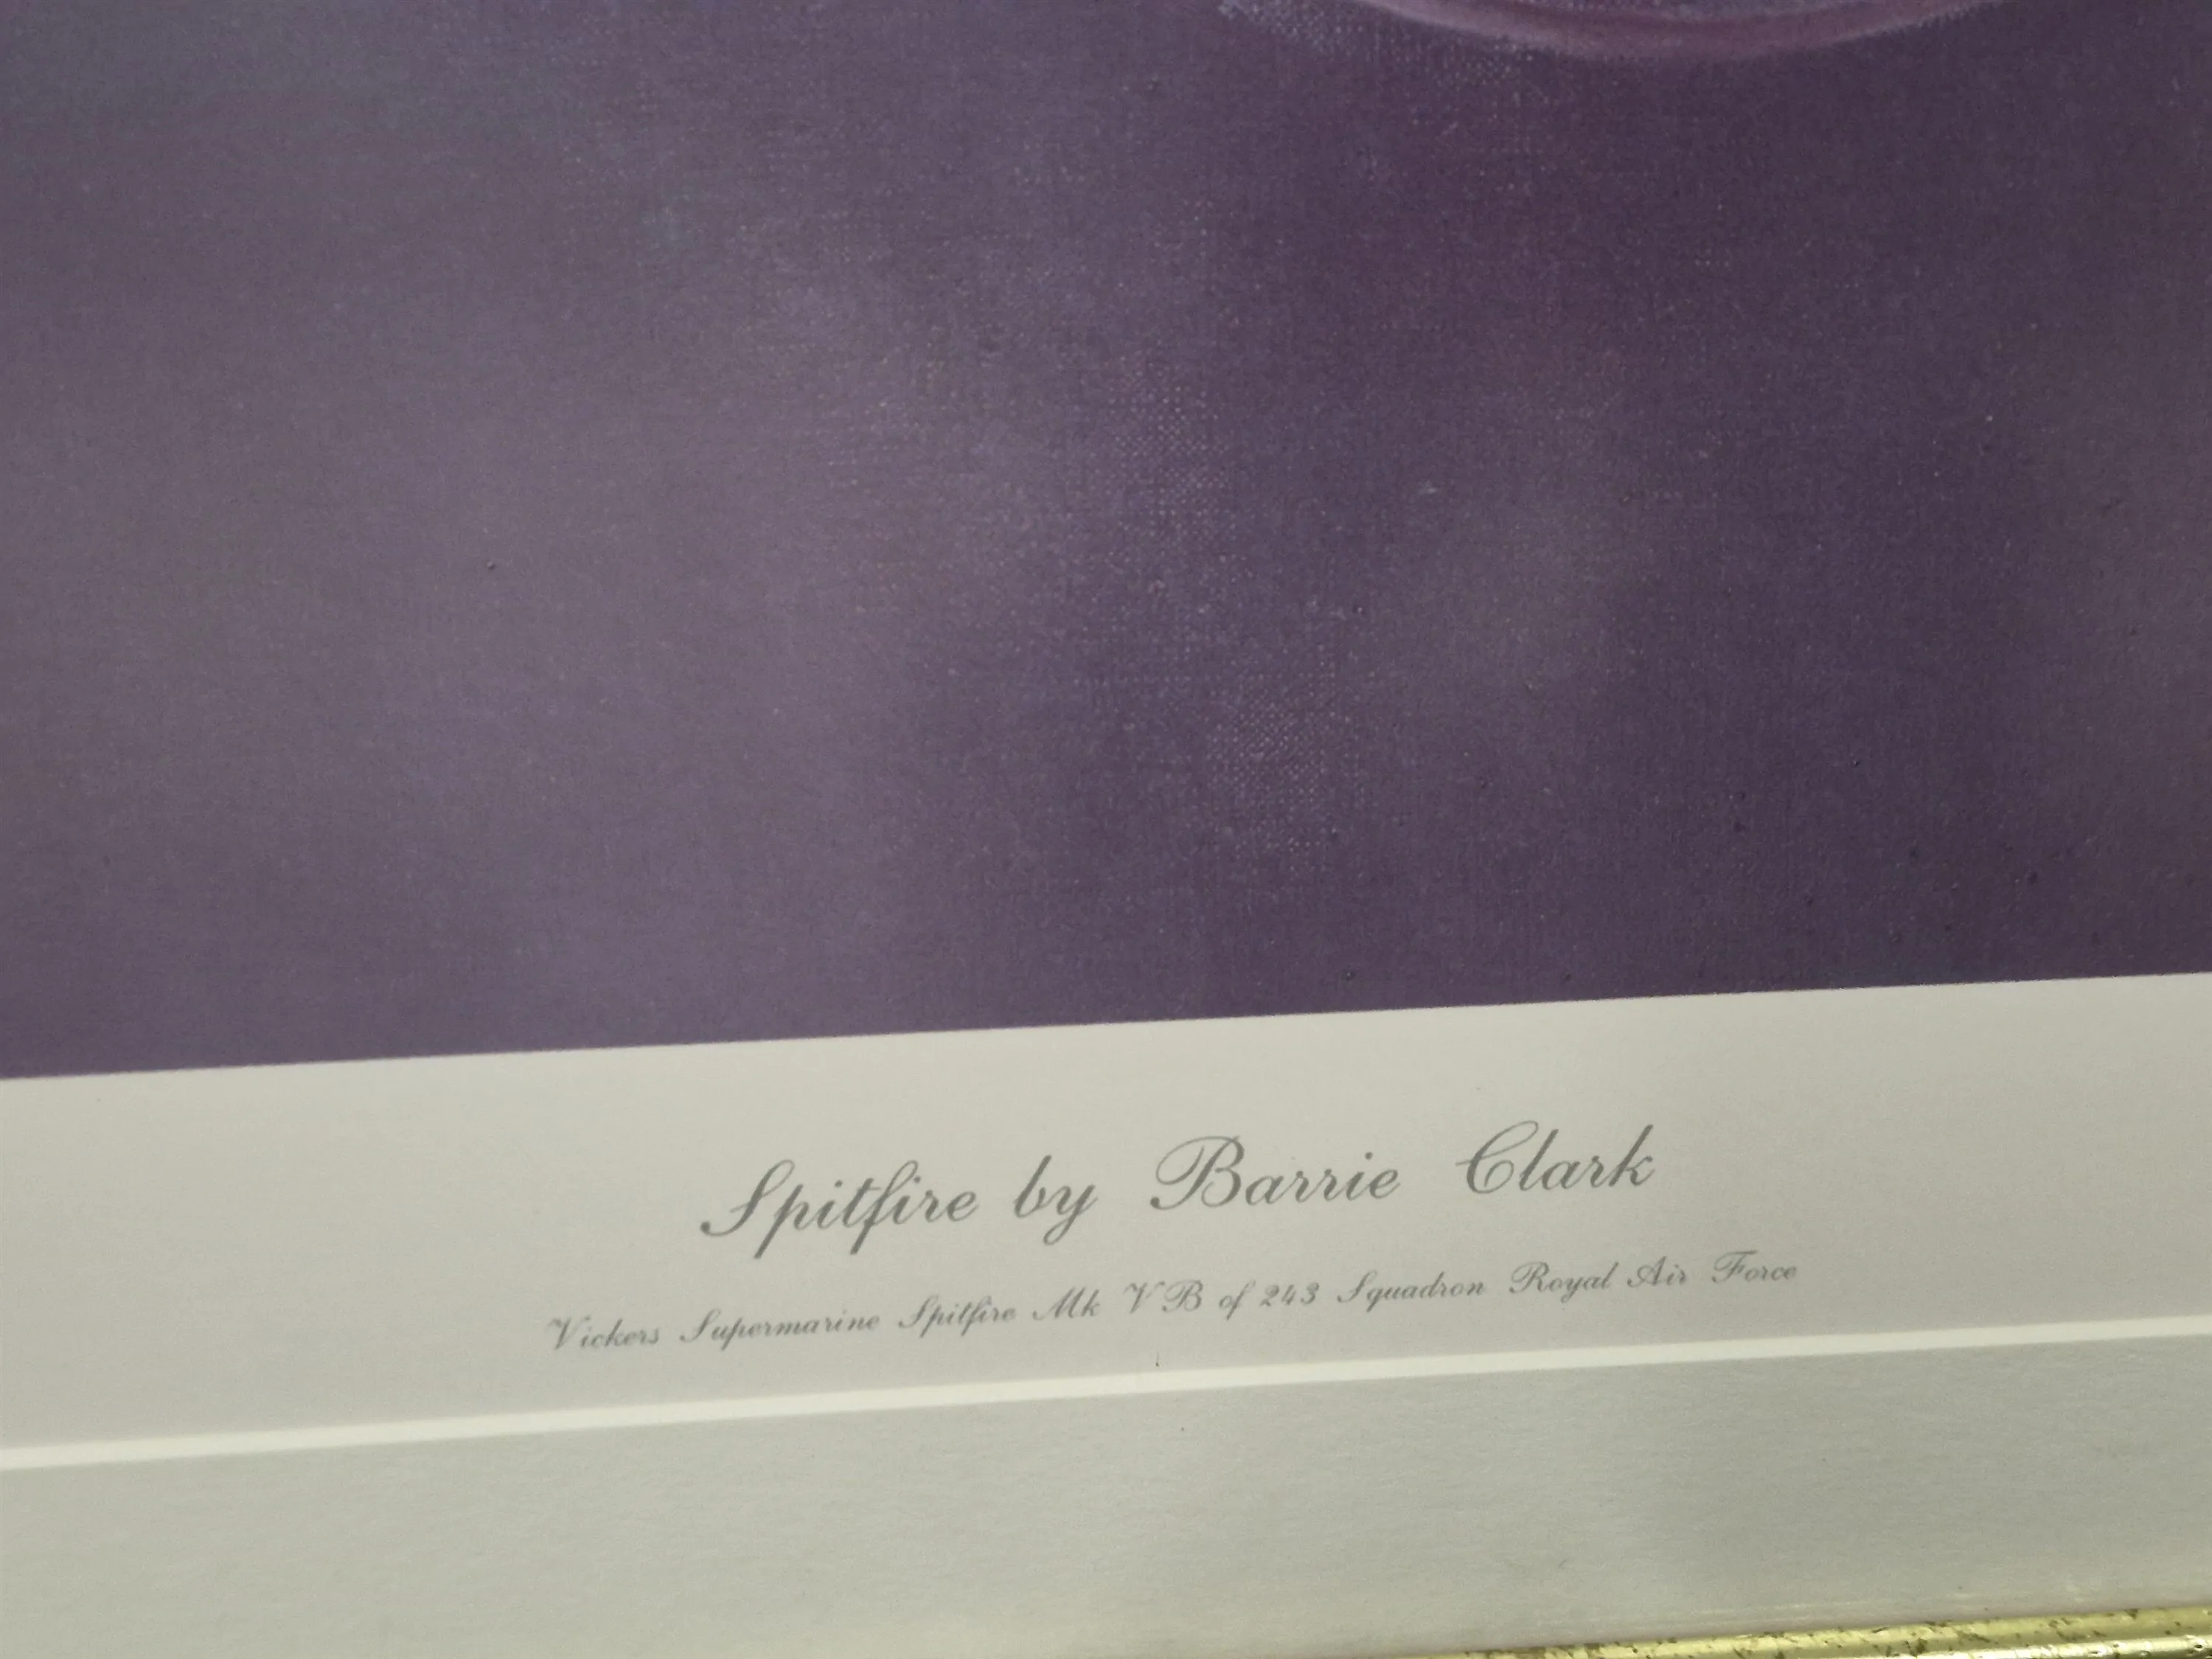 Spitfire by Barrie Clark
Vickers Supermarine Spitfire Mk VB of 243 Squadron Royal Air Force